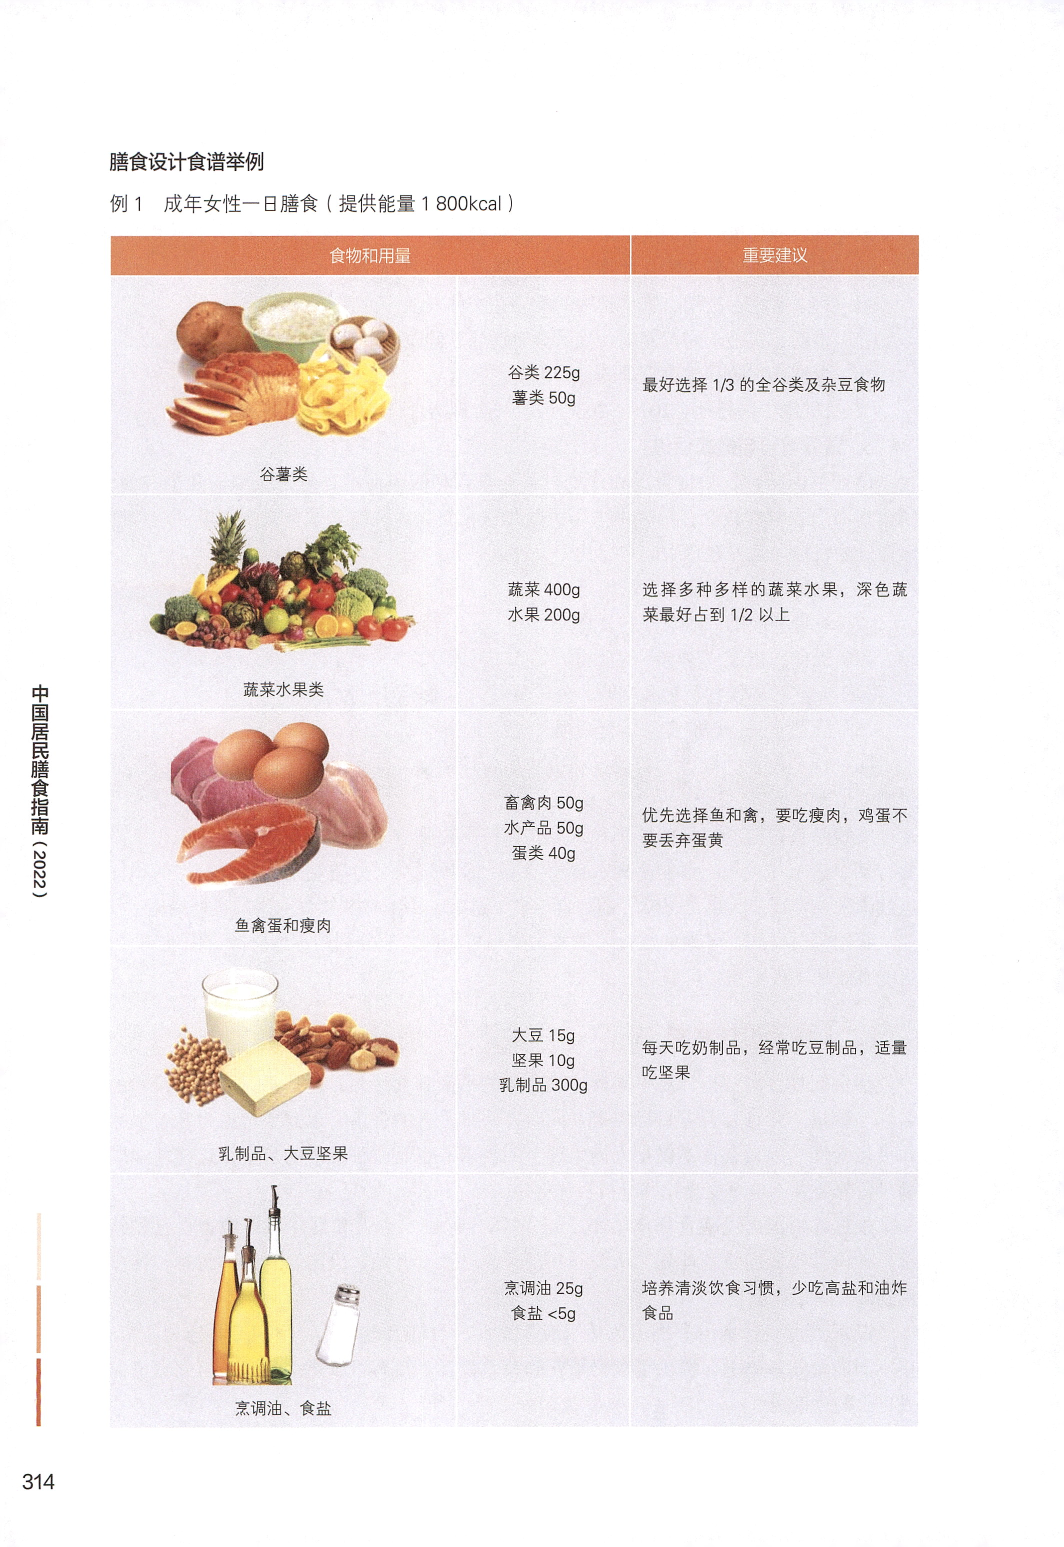 膳食设计食谱举例
例 1 成年女性一日膳食（提供能量 1 800kcal）
食物和用量
重要建议
谷类 225g
薯类 50g
最好选择 1/3 的全谷类及杂豆食物
谷薯类
蔬菜 400g
水果 200g
选择多种多样的蔬菜水果，深色蔬
菜最好占到 1/2 以上
蔬菜水果类
畜禽肉 50g
水产品 50g
蛋类 40g
优先选择鱼和禽，要吃瘦肉，鸡蛋不
要丢弃蛋黄
鱼禽蛋和瘦肉
大豆 15g
坚果 10g
乳制品 300g
每天吃奶制品，经常吃豆制品，适量
吃坚果
乳制品、大豆坚果
烹调油 25g
食盐 <5g
培养清淡饮食习惯，少吃高盐和油炸
食品
烹调油、食盐
中国居民膳食指南（2022）
314